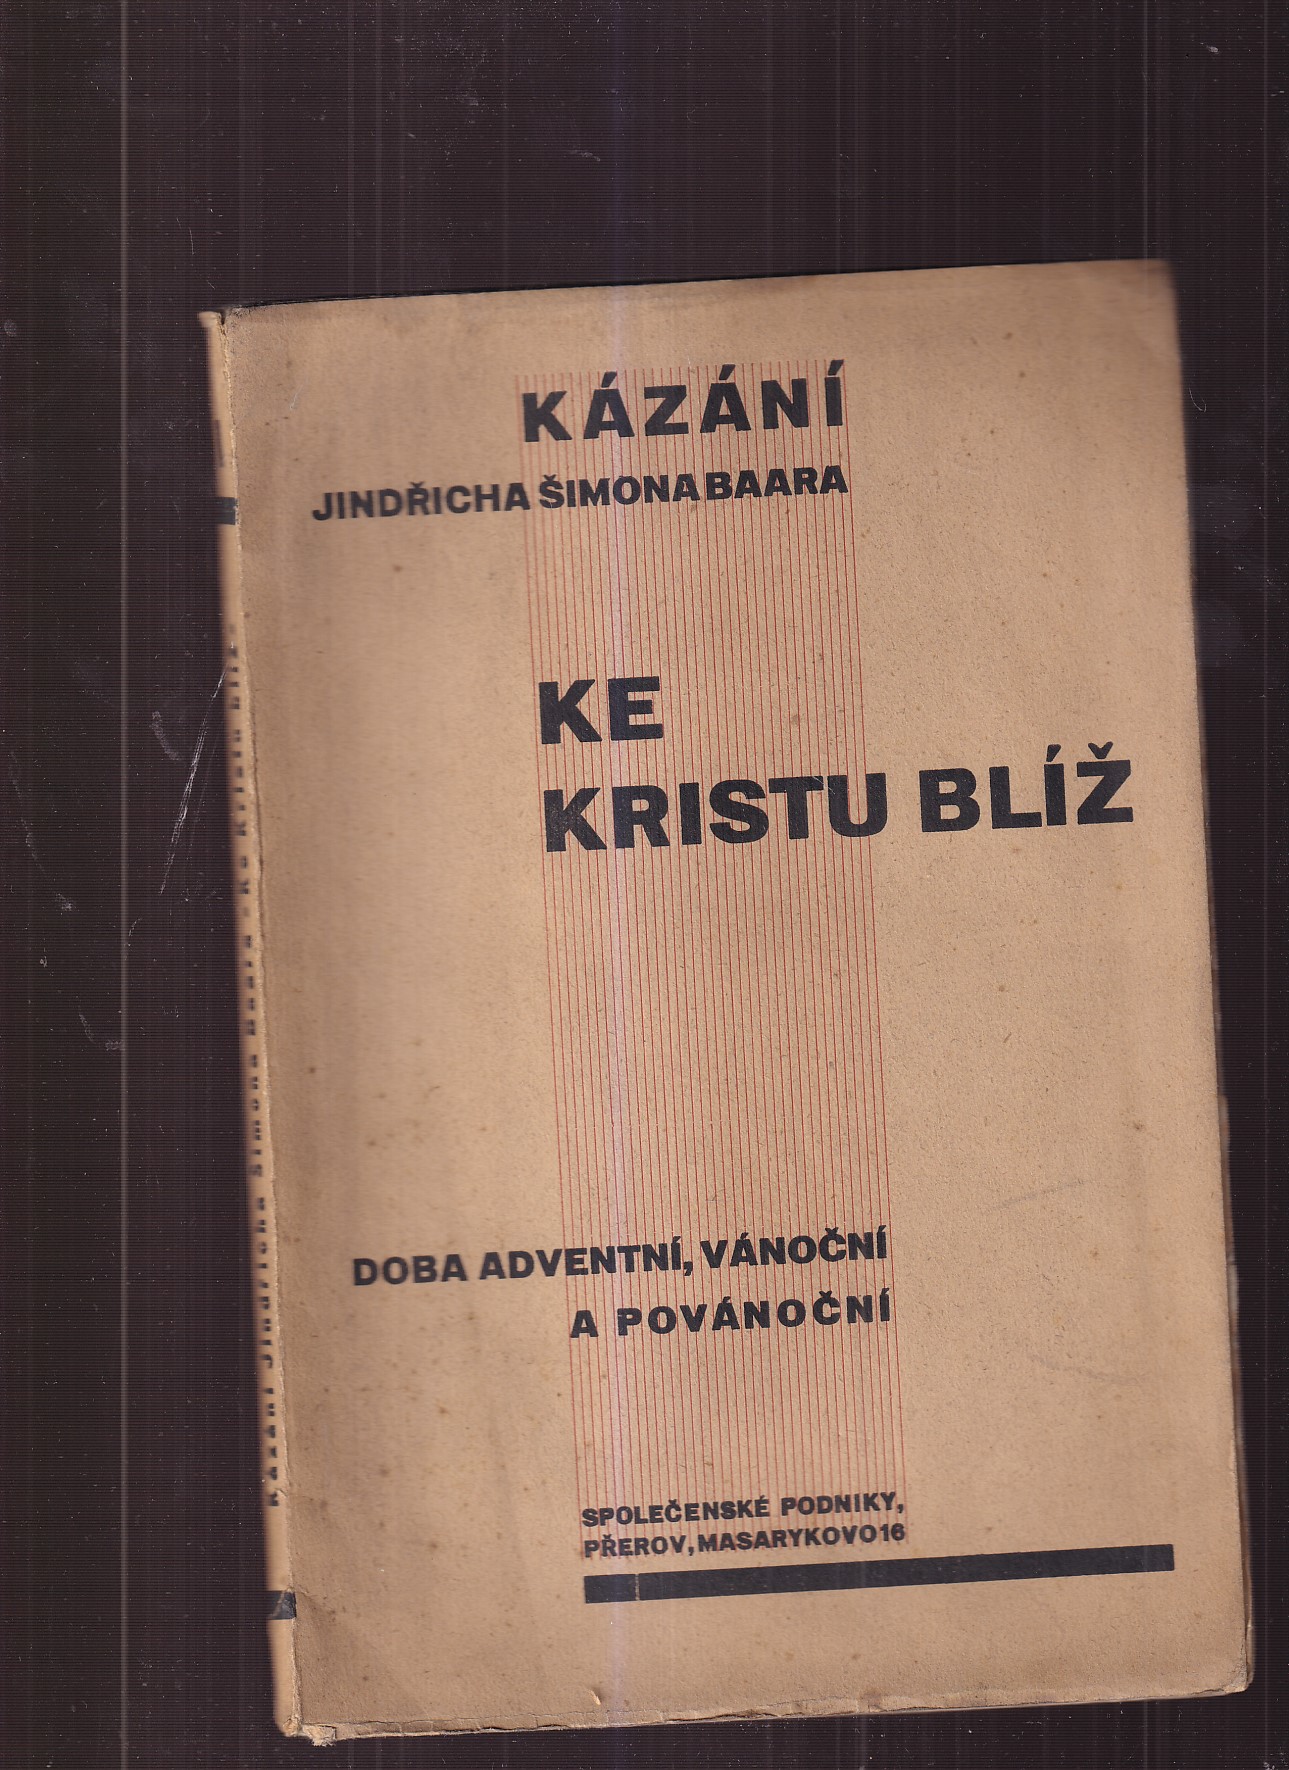 KÁZÁNÍ
JINDŘICHA ŠIMONA BAARA
KE
KRISTU BLÍŽ
DOBA ADVENTNÍ, VÁNOČNÍ
A POVÁNOČNÍ
SPOLEČENSKÉ PODNIKY,
PŘEROV, MASARYKOVO 16